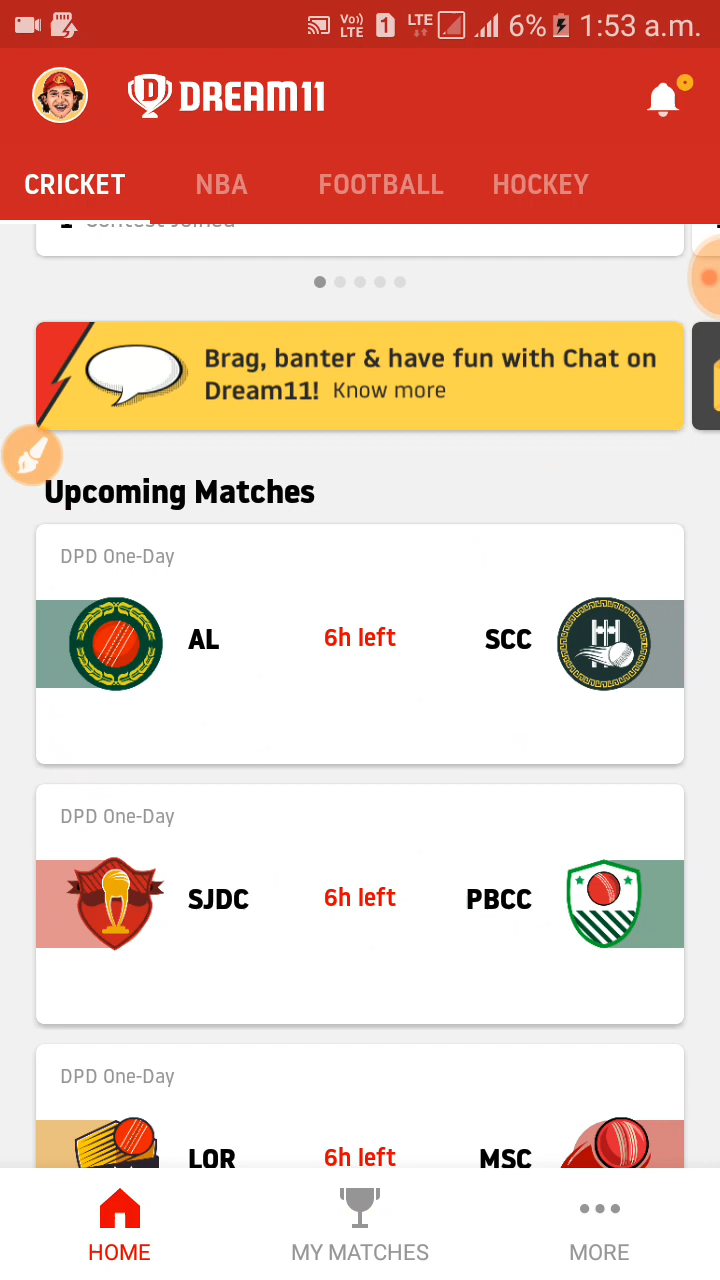 Vo)) LTE 1 LTE 6% 1:53 a.m.
DREAM11
CRICKET NBA FOOTBALL HOCKEY
Contest Joined
Brag, banter & have fun with Chat on
Dream11! Know more
Upcoming Matches
DPD One-Day
AL 6h left SCC
DPD One-Day
SJDC 6h left PBCC
DPD One-Day
LOR 6h left MSC
HOME MY MATCHES MORE